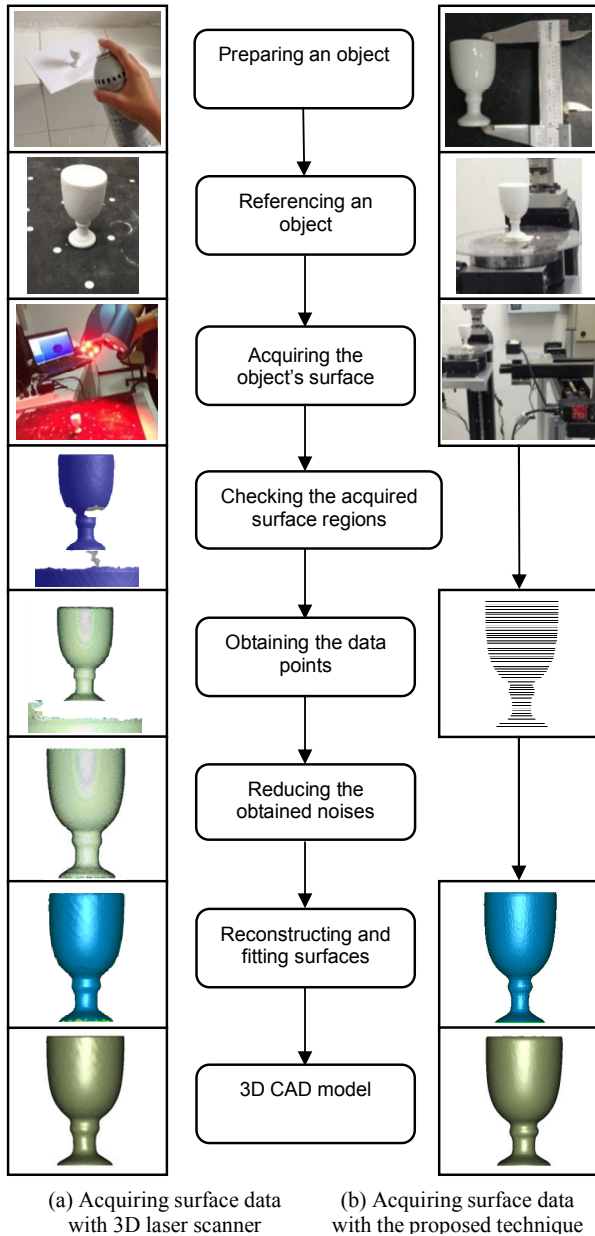 Preparing an object
Referencing an
object
Acquiring the
object's surface
Checking the acquired
surface regions
Obtaining the data
points
Reducing the
obtained noises
Reconstructing and
fitting surfaces
3D CAD model
(a) Acquiring surface data
with 3D laser scanner
(b) Acquiring surface data
with the proposed technique